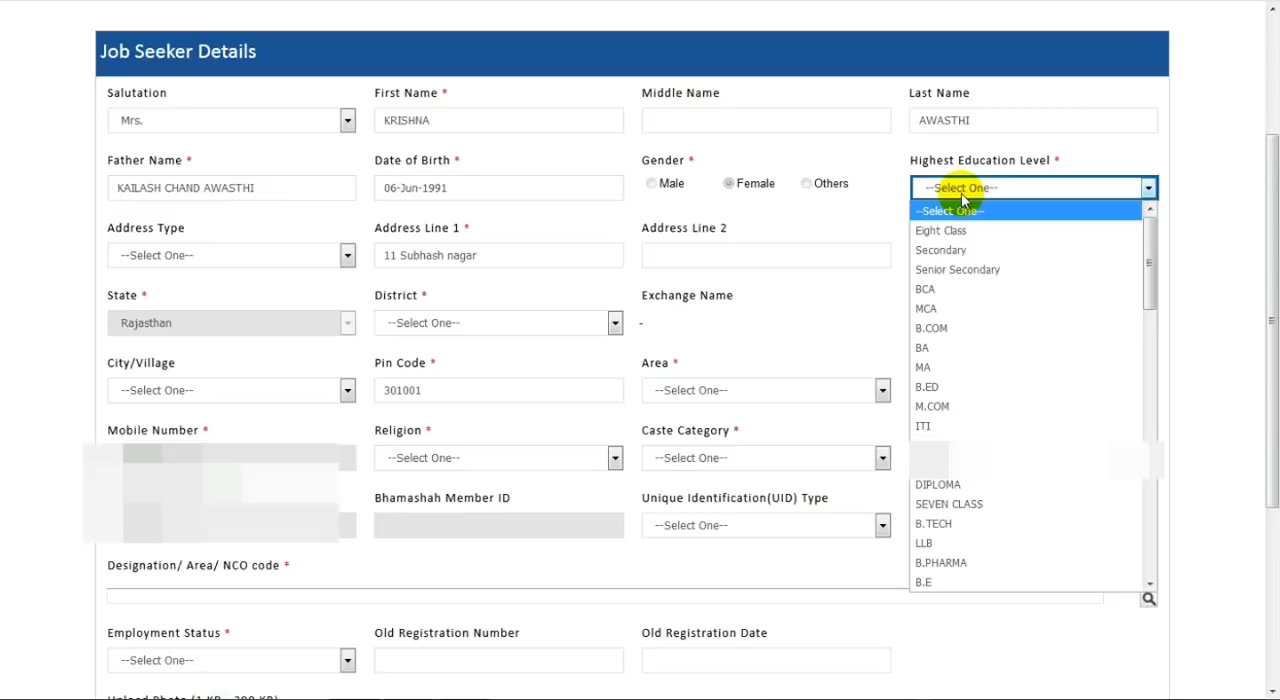 Job Seeker Details
Salutation First Name * Middle Name Last Name
Mrs. KRISHNA AWASTHI
Father Name * Date of Birth * Gender * Highest Education Level *
KAILASH CHAND AWASTHI 06-Jun-1991 Male Female Others --Select One--
--Select One--
Address Type Address Line 1 * Address Line 2
Eight Class
--Select One-- 11 Subhash nagar
Secondary
Senior Secondary
State * District * Exchange Name
BCA
MCA
Rajasthan --Select One-- -
B.COM
BA
City/Village Pin Code * Area *
MA
--Select One-- 301001 --Select One--
B.ED
M.COM
Mobile Number * Religion * Caste Category *
ITI
--Select One-- --Select One--
DIPLOMA
Bhamashah Member ID Unique Identification(UID) Type
SEVEN CLASS
--Select One--
B.TECH
LLB
Designation/ Area/ NCO code *
B.PHARMA
B.E
Employment Status * Old Registration Number Old Registration Date
--Select One--